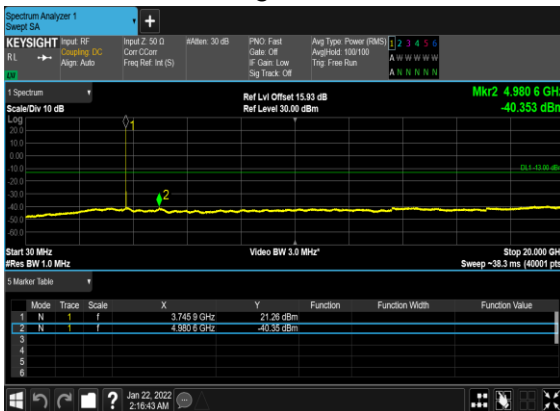 Spectrum Analyzer 1
Swept SA
KEYSIGHT Input: RF Input Z: 50 Ω #Atten: 30 dB PNO: Fast Avg Type: Power (RMS) 1 2 3 4 5 6
RL Coupling: DC Corr CCorr Gate: Off Avg|Hold: 100/100 A W W W W W
Align: Auto Freq Ref: Int (S) IF Gain: Low Trig: Free Run
Sig Track: Off A N N N N N
1 Spectrum Ref Lvl Offset 15.93 dB Mkr2 4.980 6 GHz
Scale/Div 10 dB Ref Level 30.00 dBm -40.353 dBm
Log
20.0
10.0
0.00
-10.0
DL1 -13.00 dBm
-20.0
-30.0
-40.0
-50.0
-60.0
1
2
Start 30 MHz Video BW 3.0 MHz* Stop 20.000 GHz
#Res BW 1.0 MHz Sweep ~38.3 ms (40001 pts)
5 Marker Table
Mode Trace Scale X Y Function Function Width Function Value
1 N 1 f 3.745 9 GHz 21.26 dBm
2 N 1 f 4.980 6 GHz -40.35 dBm
3
4
5
6
? Jan 22, 2022
2:16:43 AM